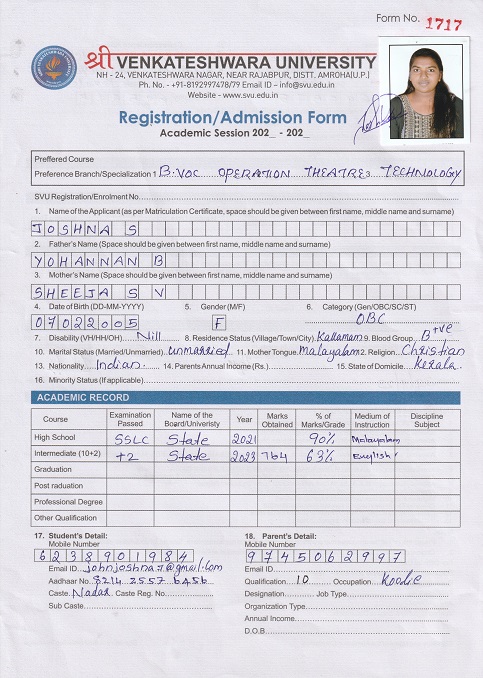 Form No. 1717
श्री VENKATESHWARA UNIVERSITY
NH - 24, VENKATESHWARA NAGAR, NEAR RAJABPUR, DISTT. AMROHA(U.P.)
Ph. No. - +91-8192997478/79 Email ID – info@svu.edu.in
Website - www.svu.edu.in
Registration/Admission Form
Academic Session 202_ - 202_
Prefferred Course
Preference Branch/Specialization 1 B.VOC OPERATION THEATRE 3 TECHNOLOGY
SVU Registration/Enrolment No.
1. Name of the Applicant (as per Matriculation Certificate, space should be given between first name, middle name and surname)
JOSHNA S
2. Father's Name (Space should be given between first name, middle name and surname)
YOHANNAN B
3. Mother's Name (Space should be given between first name, middle name and surname)
SHEEJA S V
4. Date of Birth (DD-MM-YYYY) 5. Gender (M/F) 6. Category (Gen/OBC/SC/ST)
07022005 F OBC
7. Disability (VH/HH/OH) Nill 8. Residence Status (Village/Town/City) Kallamam 9. Blood Group B+ve
10. Marital Status (Married/Unmarried) unmarried 11. Mother Tongue malayalam 2. Religion Christian
13. Nationality Indian 14. Parents Annual Income (Rs.) 15. State of Domicile Kerala
16. Minority Status (If applicable)
ACADEMIC RECORD
Course Examination Passed Name of the Board/Univeristy Year Marks Obtained % of Marks/Grade Medium of Instruction Discipline Subject
High School SSLC State 2021 90% Malayalam
Intermediate (10+2) +2 State 2023 764 63% English
Graduation
Post raduation
Professional Degree
Other Qualification
17. Student's Detail: 18. Parent's Detail:
Mobile Number Mobile Number
6238901984 9745062997
Email ID johnjoshna7@gmail.com Email ID
Aadhaar No. 8214 2557 6456 Qualification 10 Occupation
Caste. Nadar Caste Reg. No. Designation Job Type
Sub Caste Organization Type
Annual Income
D.O.B